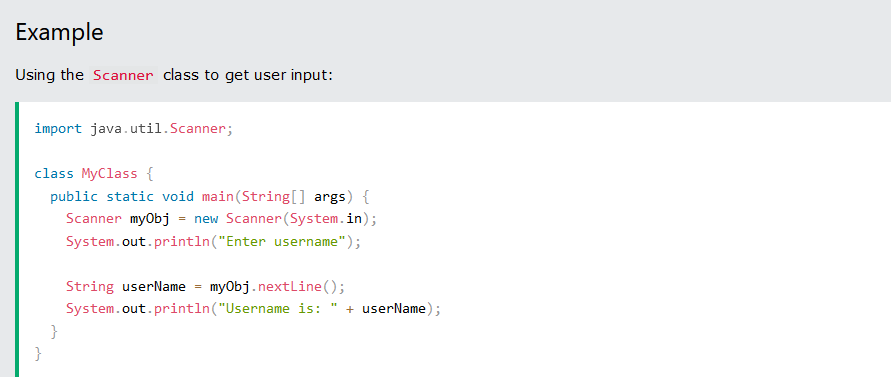 Example
Using the Scanner class to get user input:
import java.util.Scanner;
class MyClass {
  public static void main(String[] args) {
    Scanner myObj = new Scanner(System.in);
    System.out.println("Enter username");
    String userName = myObj.nextLine();
    System.out.println("Username is: " + userName);
  }
}